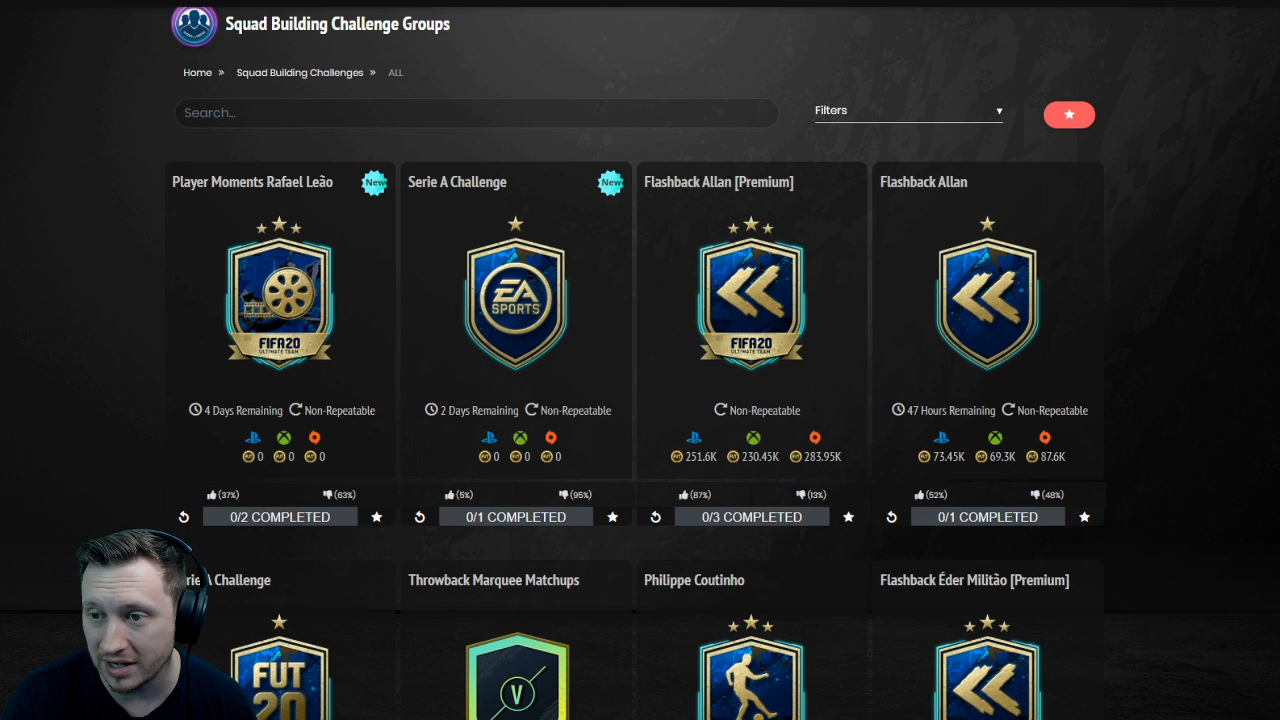 Squad Building Challenge Groups
Home » Squad Building Challenges » ALL
Search...
Filters
Player Moments Rafael Leão
New
Serie A Challenge
New
Flashback Allan [Premium]
Flashback Allan
FIFA20
ULTIMATE TEAM
EA
SPORTS
FIFA20
ULTIMATE TEAM
4 Days Remaining Non-Repeatable
2 Days Remaining Non-Repeatable
Non-Repeatable
47 Hours Remaining Non-Repeatable
0 0 0
0 0 0
251.6K 230.45K 283.95K
73.45K 69.3K 87.6K
(37%) (63%)
(5%) (95%)
(87%) (13%)
(52%) (48%)
0/2 COMPLETED
0/1 COMPLETED
0/3 COMPLETED
0/1 COMPLETED
rie A Challenge
Throwback Marquee Matchups
Philippe Coutinho
Flashback Éder Militão [Premium]
FUT
20
V